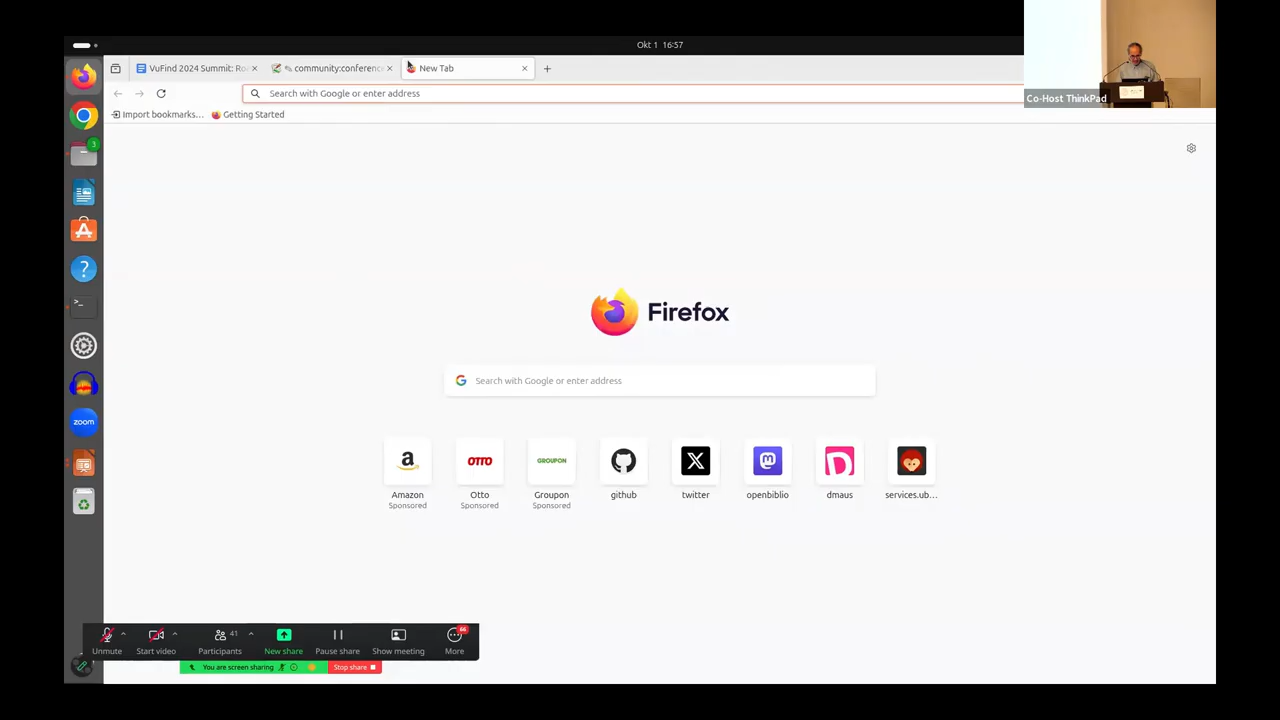 Okt 1 16:57
VuFind 2024 Summit: Ro
community:conferenc
New Tab
Search with Google or enter address
Import bookmarks...
Getting Started
Co-Host ThinkPad
3
Firefox
Search with Google or enter address
a
OTTO
GROUPON
Amazon
Otto
Groupon
github
twitter
openbiblio
dmaus
services.ub...
Sponsored
Sponsored
Sponsored
zoom
41
66
Unmute
Start video
Participants
New share
Pause share
Show meeting
More
You are screen sharing
Stop share